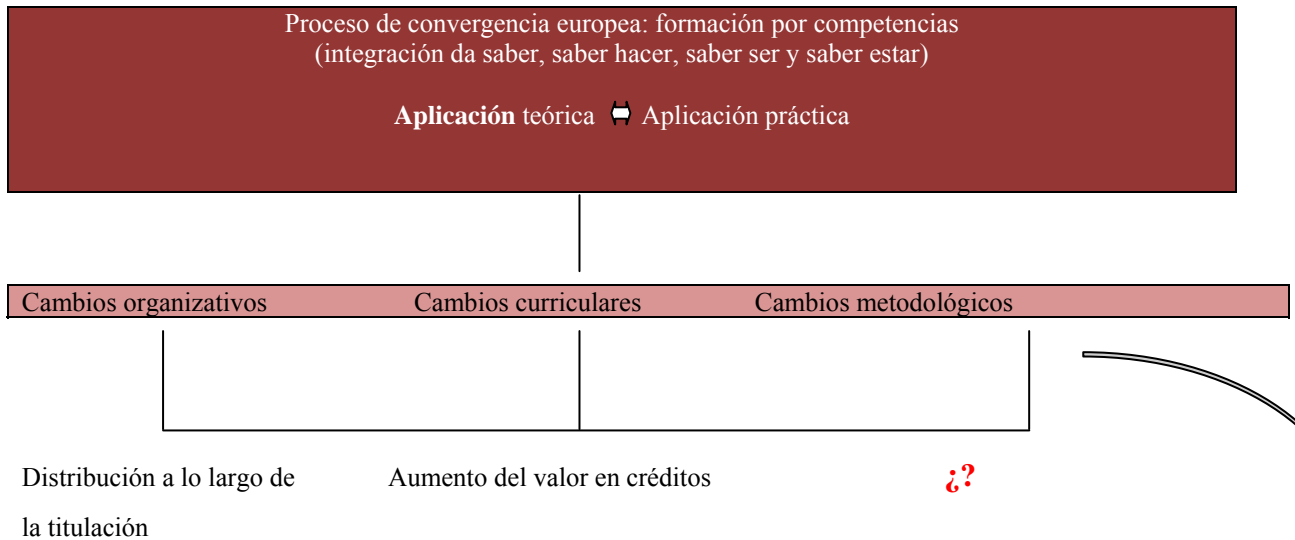 Proceso de convergencia europea: formación por competencias
(integración da saber, saber hacer, saber ser y saber estar)
Aplicación teórica Aplicación práctica
Cambios organizativos Cambios curriculares Cambios metodológicos
Distribución a lo largo de Aumento del valor en créditos ¿?
la titulación